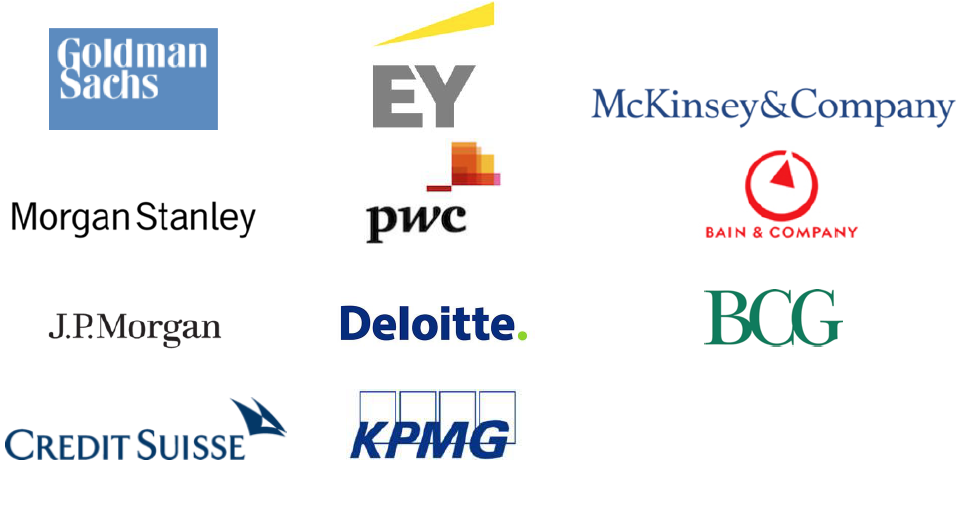 Goldman
Sachs
EY
McKinsey&Company
Morgan Stanley
pwc
BAIN & COMPANY
J.P.Morgan
Deloitte.
BCG
CREDIT SUISSE
KPMG